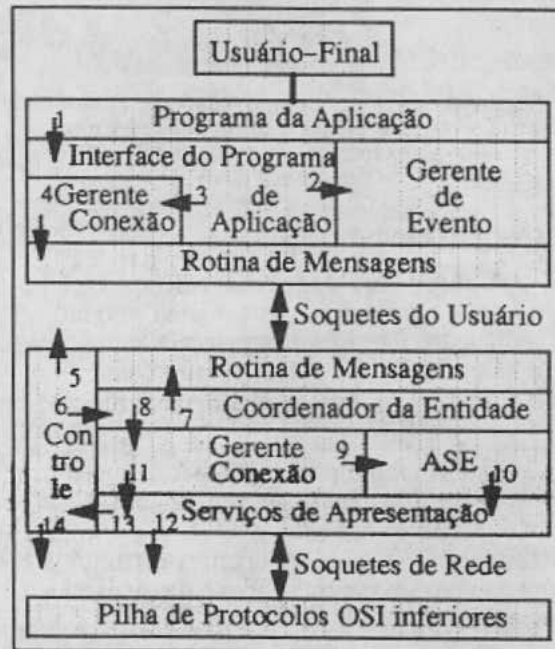 Usuário–Final
Programa da Aplicação
1
Interface do Programa
de
Aplicação
2
3
4 Gerente
Conexão
Gerente
de
Evento
Rotina de Mensagens
Soquetes do Usuário
5
Rotina de Mensagens
6
8
7
Coordenador da Entidade
Con
tro
le
Gerente
Conexão
9
ASE
10
11
Serviços de Apresentação
14
13
12
Soquetes de Rede
Pilha de Protocolos OSI inferiores